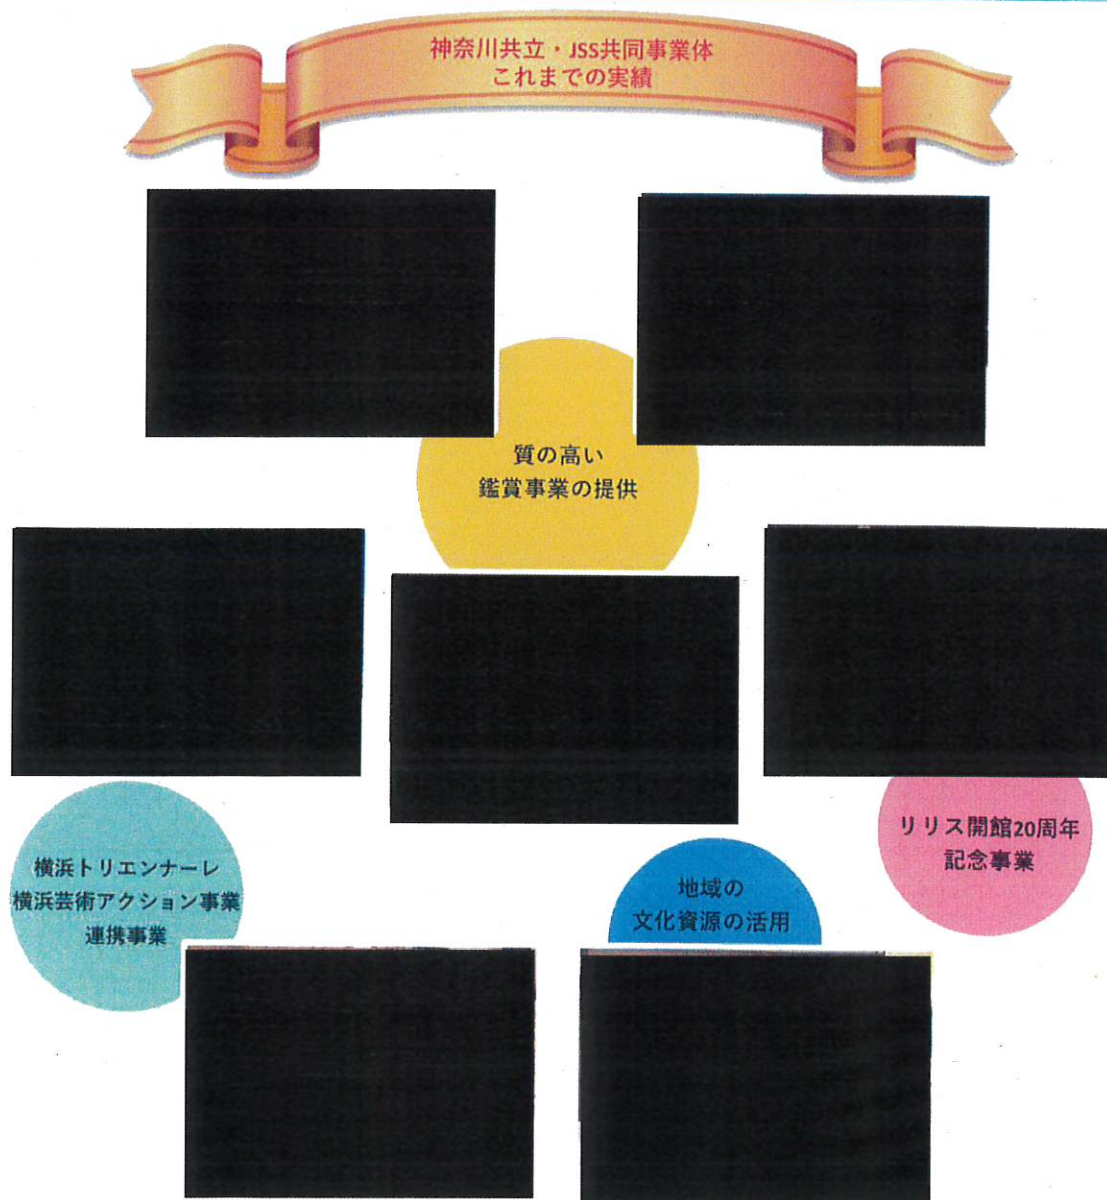 神奈川共立・JSS共同事業体
これまでの実績
質の高い
鑑賞事業の提供
横浜トリエンナーレ
横浜芸術アクション事業
連携事業
地域の
文化資源の活用
リリス開館20周年
記念事業